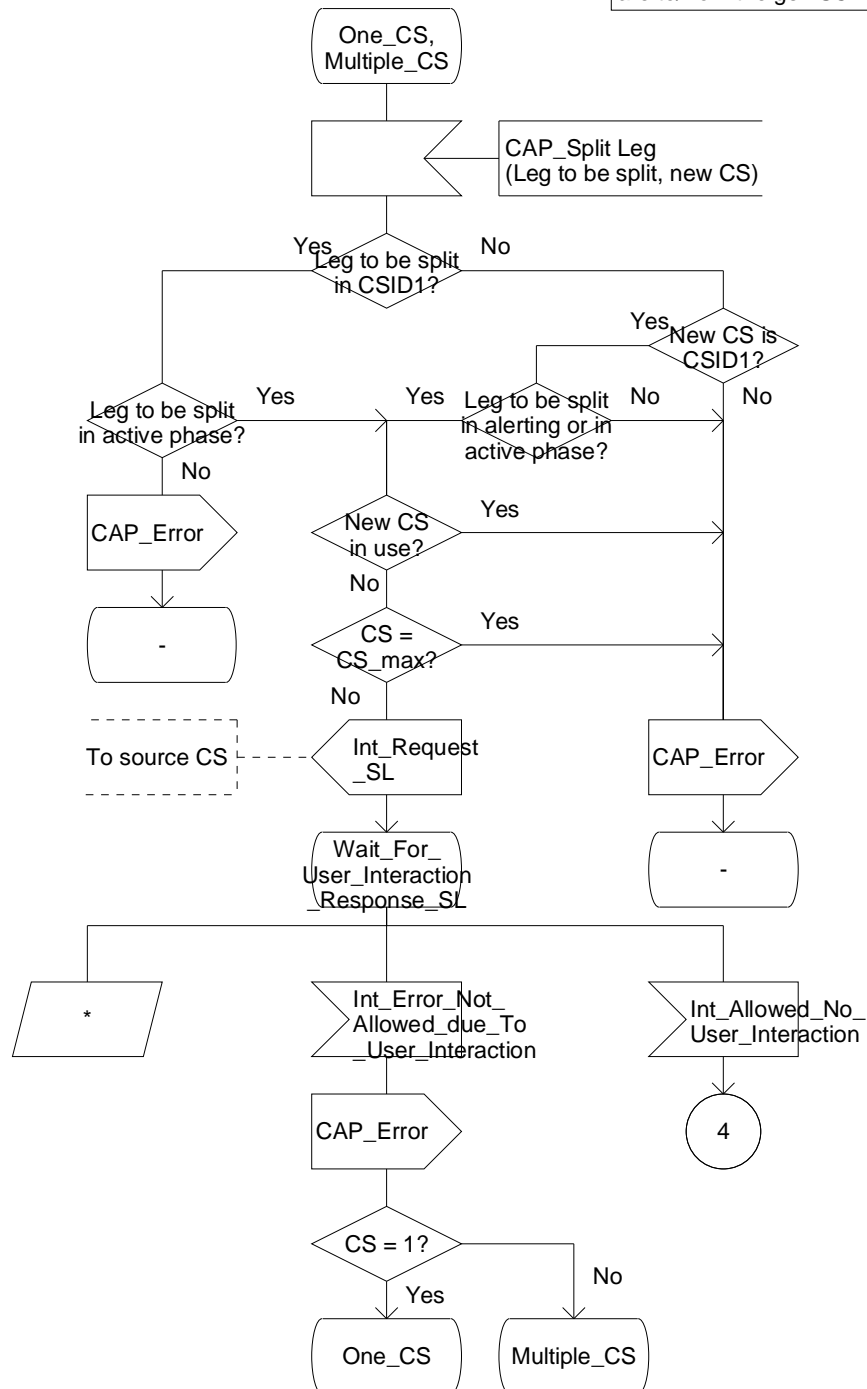 One_CS,
Multiple_CS
CAP_Split Leg
(Leg to be split, new CS)
Yes
Leg to be split
in CSID1?
No
Yes
New CS is
CSID1?
No
Leg to be split
in active phase?
Yes
Yes
Leg to be split
in alerting or in
active phase?
No
No
CAP_Error
New CS
in use?
Yes
No
-
CS =
CS_max?
Yes
No
To source CS
Int_Request
_SL
CAP_Error
Wait_For_
User_Interaction
_Response_SL
-
*
Int_Error_Not_
Allowed_due_To
_User_Interaction
Int_Allowed_No_
User_Interaction
CAP_Error
4
CS = 1?
No
Yes
One_CS
Multiple_CS